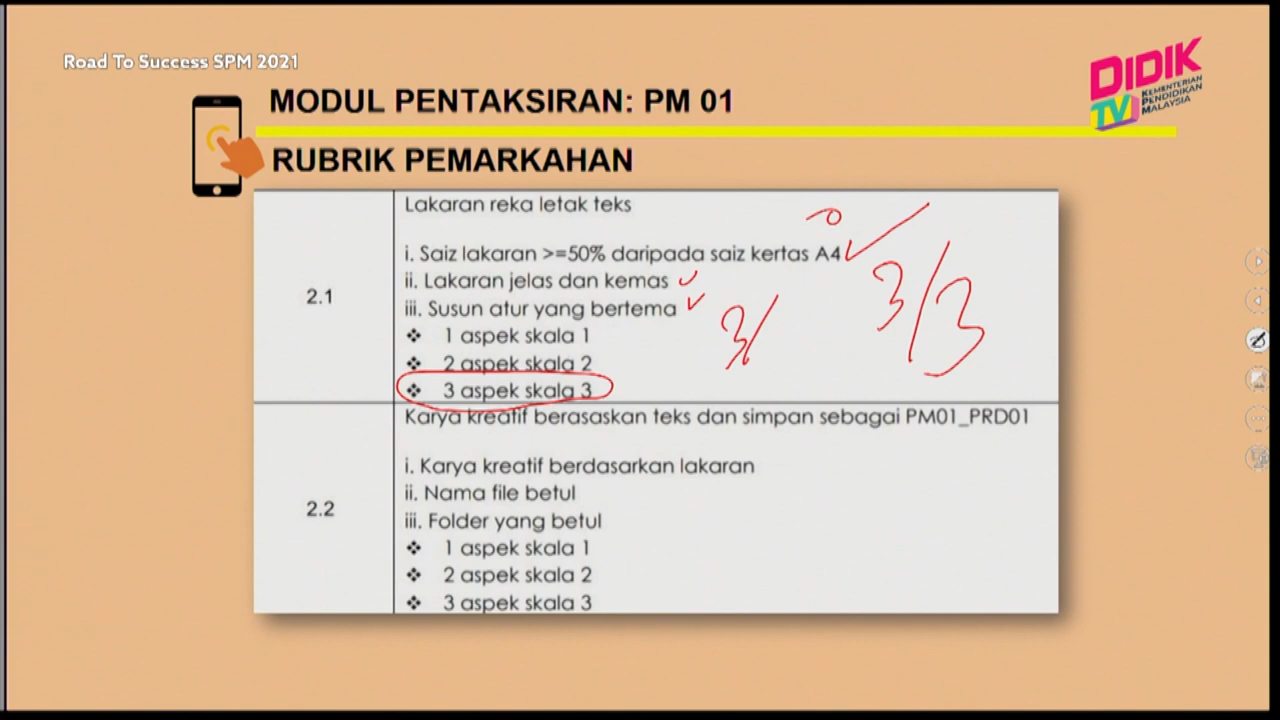 Road To Success SPM 2021
DIDIK
TV
KEMENTERIAN
PENDIDIKAN
MALAYSIA
MODUL PENTAKSIRAN: PM 01
RUBRIK PEMARKAHAN
2.1
Lakaran reka letak teks
i. Saiz lakaran >=50% daripada saiz kertas A4
ii. Lakaran jelas dan kemas
iii. Susun atur yang bertema
❖ 1 aspek skala 1
❖ 2 aspek skala 2
❖ 3 aspek skala 3
3/
3/3
2.2
Karya kreatif berasaskan teks dan simpan sebagai PM01_PRD01
i. Karya kreatif berdasarkan lakaran
ii. Nama file betul
iii. Folder yang betul
❖ 1 aspek skala 1
❖ 2 aspek skala 2
❖ 3 aspek skala 3